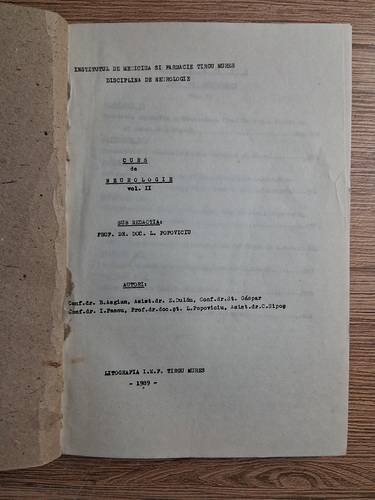 INSTITUTUL DE MEDICINA SI FARMACIE TIRGU MURES
DISCIPLINA DE NEUROLOGIE
CURS
de
NEUROLOGIE
vol. II
SUB REDACTIA:
PROF. DR. DOC. L. POPOVICIU
AUTORI:
Conf.dr. B.Asgian, Asist.dr. Z.Dulău, Conf.dr.St. Gáspár
Conf.dr. I.Pascu, Prof.dr.doc.şt. L.Popoviciu, Asist.dr.C.Sipoş
LITOGRAFIA I.M.F. TIRGU MURES
- 1989 -